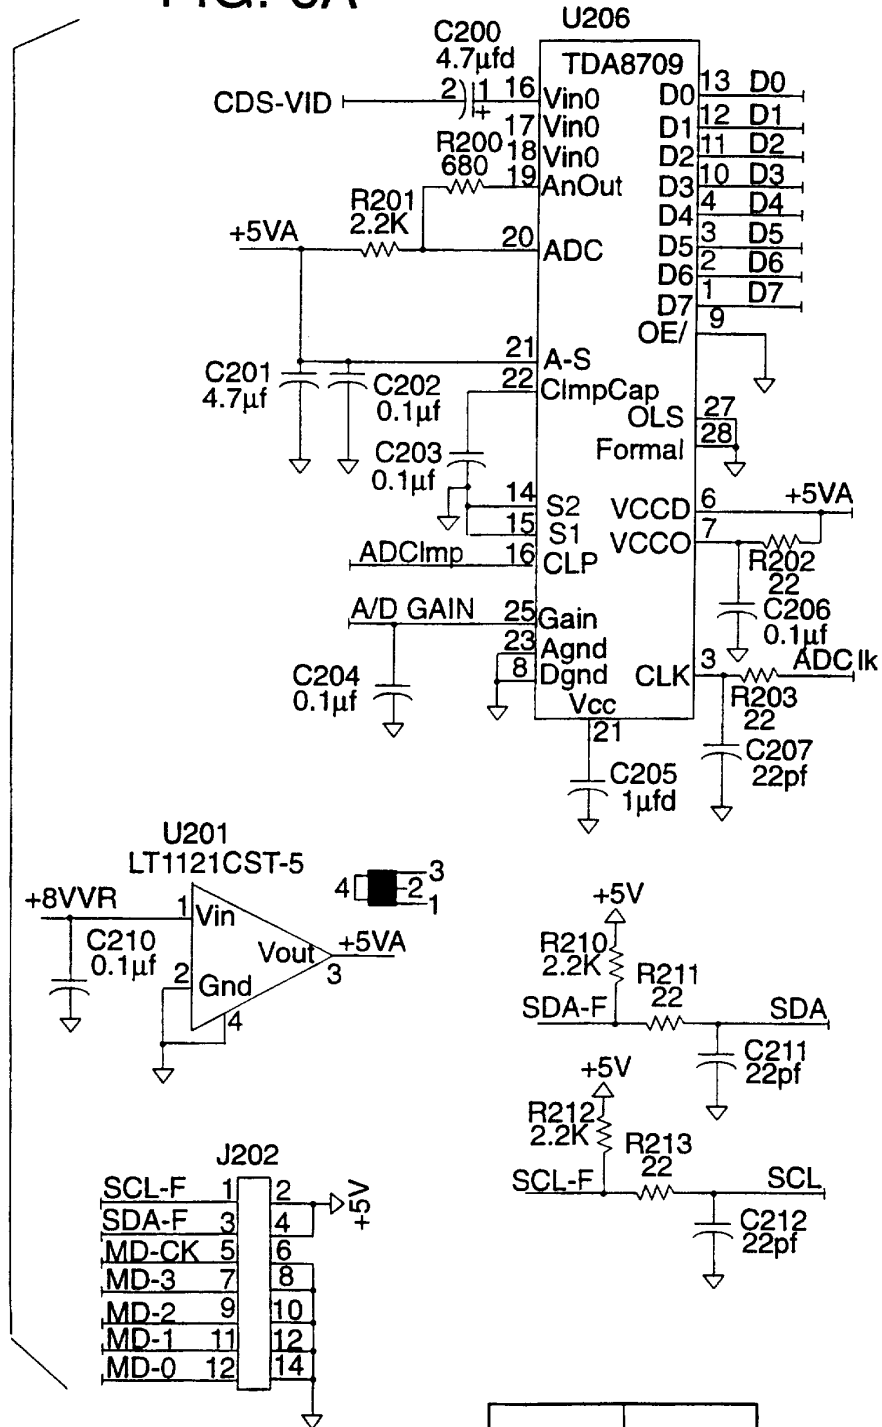 U206
C200
4.7µfd
TDA8709
CDS-VID
2 1 16 Vin0
+
17 Vin0
18 Vin0
R200
680
19 AnOut
R201
2.2K
+5VA
20 ADC
21 A-S
22 ClmpCap
C201
4.7µf
C202
0.1µf
C203
0.1µf
14 S2
15 S1
ADClmp 16 CLP
A/D GAIN 25 Gain
23 Agnd
8 Dgnd
C204
0.1µf
Vcc
21
C205
1µfd
D0 13 D0
D1 12 D1
D2 11 D2
D3 10 D3
D4 4 D4
D5 3 D5
D6 2 D6
D7 1 D7
OE/ 9
OLS 27
Formal 28
VCCD 6 +5VA
VCCO 7
R202
22
C206
0.1µf
CLK 3 ADClk
R203
22
C207
22pf
U201
LT1121CST-5
+8VVR
1 Vin
C210
0.1µf
2 Gnd
4
Vout 3 +5VA
4 3
2
1
+5V
R210
2.2K
R211
22
SDA-F SDA
C211
22pf
+5V
R212
2.2K
R213
22
SCL-F SCL
C212
22pf
J202
SCL-F 1 2
+5V
SDA-F 3 4
MD-CK 5 6
MD-3 7 8
MD-2 9 10
MD-1 11 12
MD-0 12 14